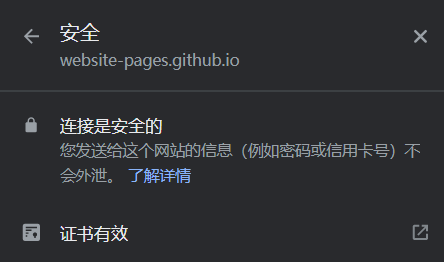 安全
website-pages.github.io
连接是安全的
您发送给这个网站的信息（例如密码或信用卡号）不
会外泄。 了解详情
证书有效